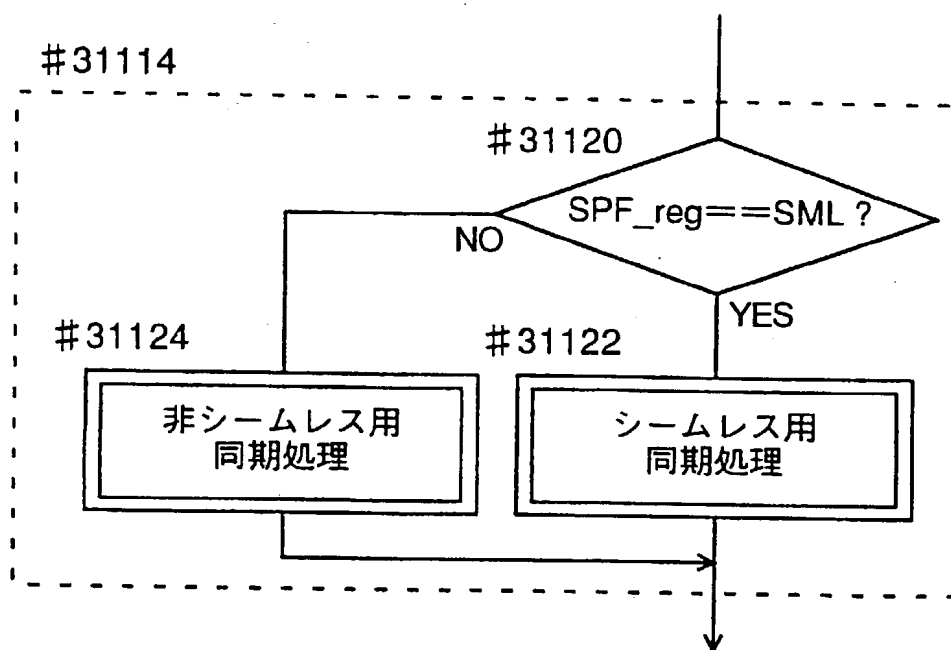 #31114
#31120
SPF_reg==SML ?
NO
YES
#31124
#31122
非シームレス用
同期処理
シームレス用
同期処理